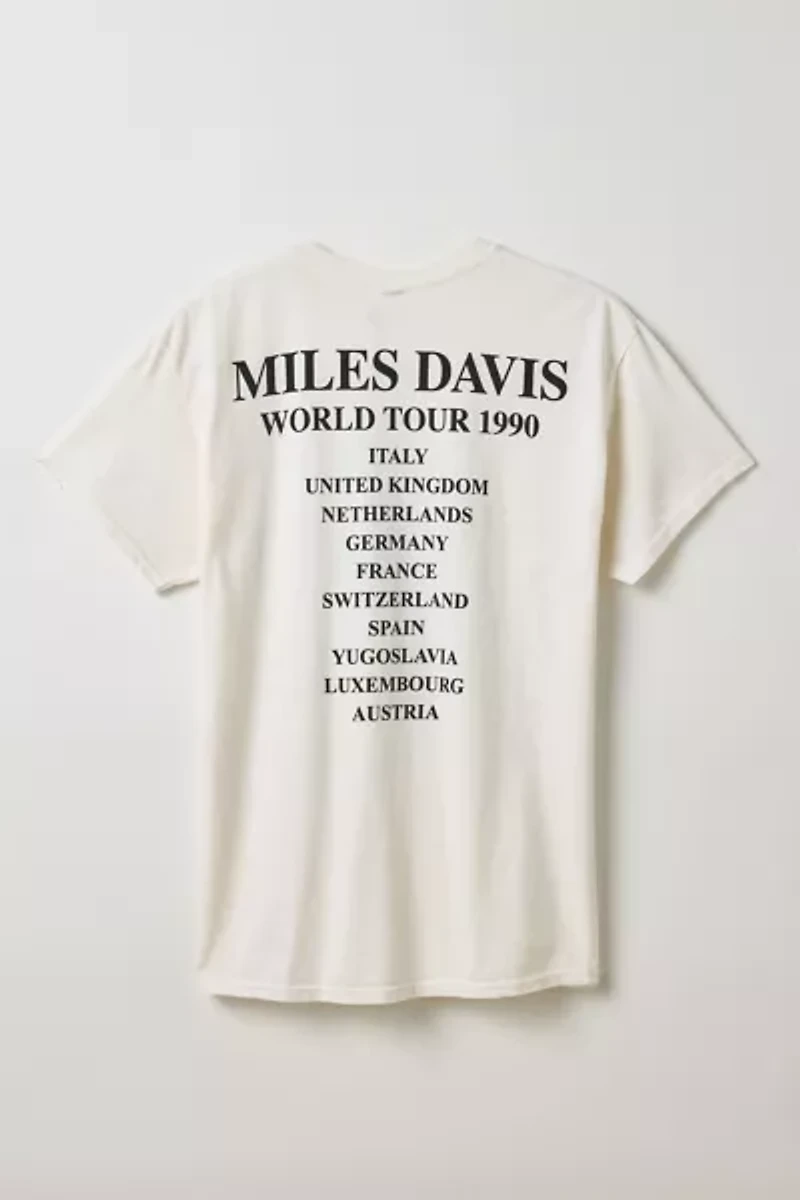 MILES DAVIS
WORLD TOUR 1990
ITALY
UNITED KINGDOM
NETHERLANDS
GERMANY
FRANCE
SWITZERLAND
SPAIN
YUGOSLAVIA
LUXEMBOURG
AUSTRIA